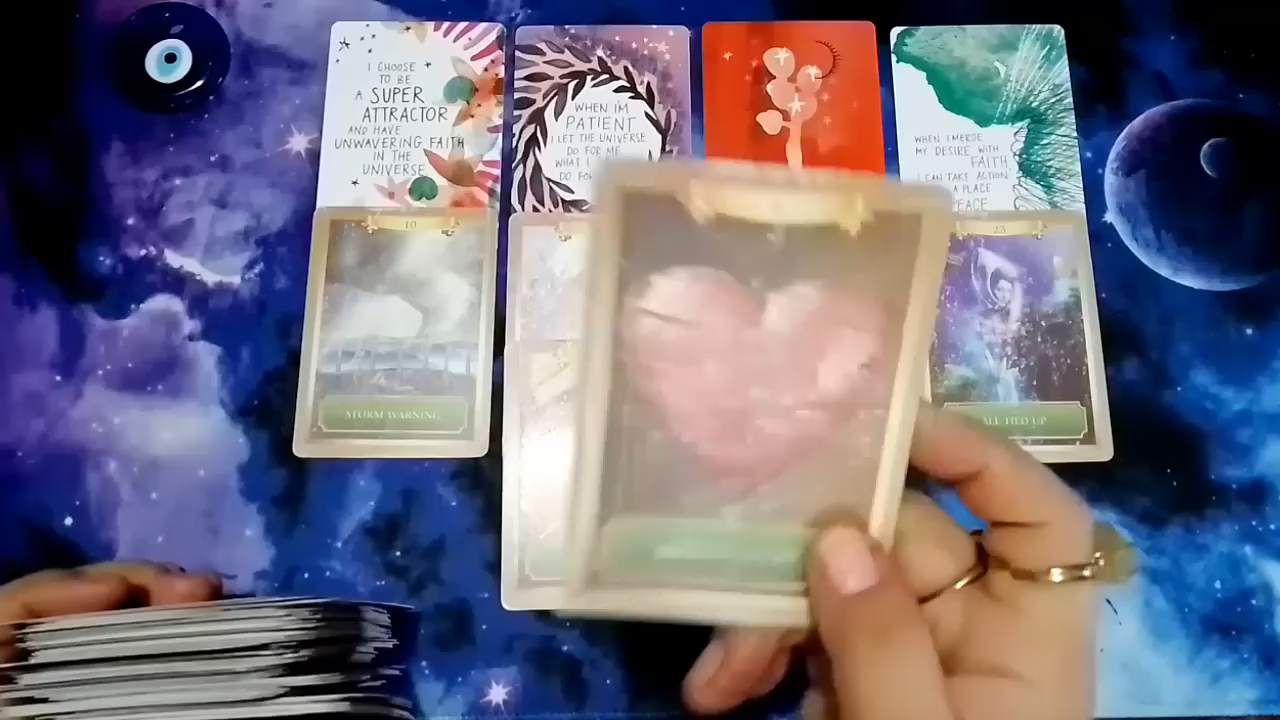 I CHOOSE
TO BE
A SUPER
ATTRACTOR
AND HAVE
UNWAVERING FAITH
IN THE
UNIVERSE
WHEN I'M
PATIENT
I LET THE UNIVERSE
DO FOR ME
WHAT I
DO FOR
WHEN I MERGE
MY DESIRE WITH
FAITH
I CAN TAKE ACTION
A PLACE
PEACE
10
STORM WARNING
23
ALL TIED UP